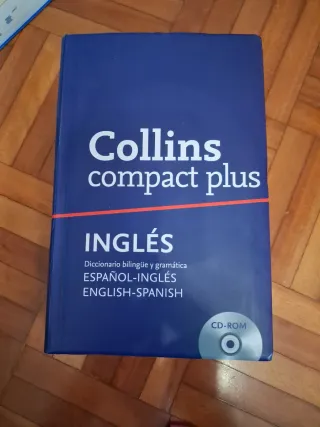 Collins
compact plus
INGLÉS
Diccionario bilingüe y gramática
ESPAÑOL-INGLÉS
ENGLISH-SPANISH
CD-ROM